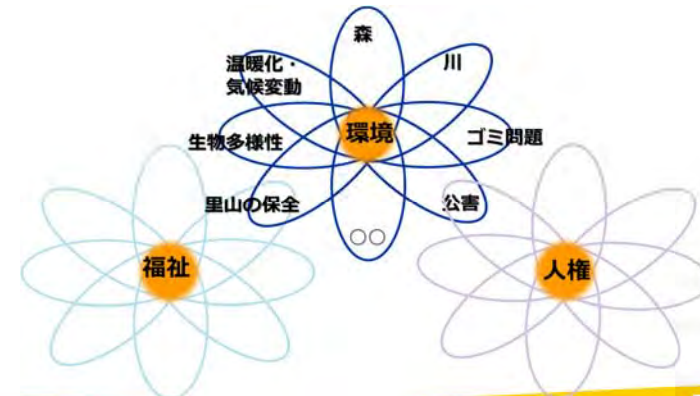 森
川
温暖化・
気候変動
環境
生物多様性
ゴミ問題
里山の保全
公害
○○
福祉
人権